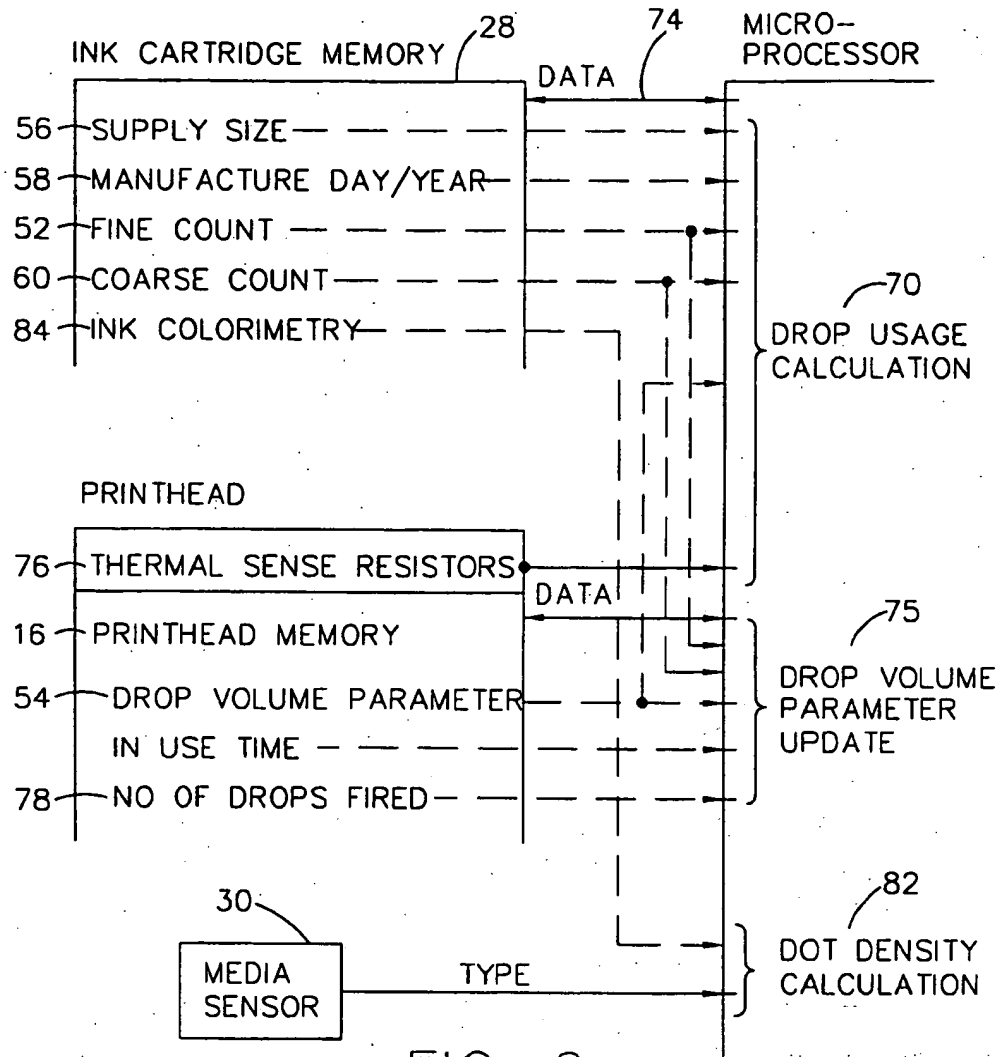 28
74
MICRO-
PROCESSOR
INK CARTRIDGE MEMORY
DATA
56 SUPPLY SIZE
58 MANUFACTURE DAY/YEAR
52 FINE COUNT
60 COARSE COUNT
84 INK COLORIMETRY
70
DROP USAGE
CALCULATION
PRINTHEAD
76 THERMAL SENSE RESISTORS
DATA
16 PRINTHEAD MEMORY
54 DROP VOLUME PARAMETER
IN USE TIME
78 NO OF DROPS FIRED
75
DROP VOLUME
PARAMETER
UPDATE
30
MEDIA
SENSOR
TYPE
82
DOT DENSITY
CALCULATION